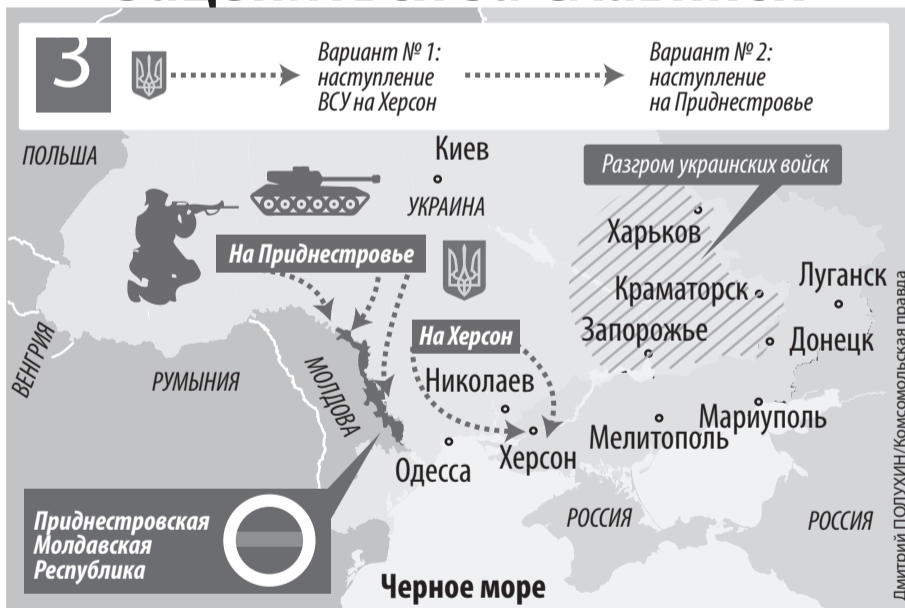 3
Вариант № 1:
наступление
ВСУ на Херсон
Вариант № 2:
наступление
на Приднестровье
ПОЛЬША
Киев
УКРАИНА
Разгром украинских войск
Харьков
На Приднестровье
Краматорск
Луганск
На Херсон
Запорожье
Донецк
ВЕНГРИЯ
РУМЫНИЯ
МОЛДОВА
Николаев
Мариуполь
Мелитополь
Одесса
Херсон
Приднестровская
Молдавская
Республика
РОССИЯ
РОССИЯ
Черное море
Дмитрий ПОЛУХИН/Комсомольская правда